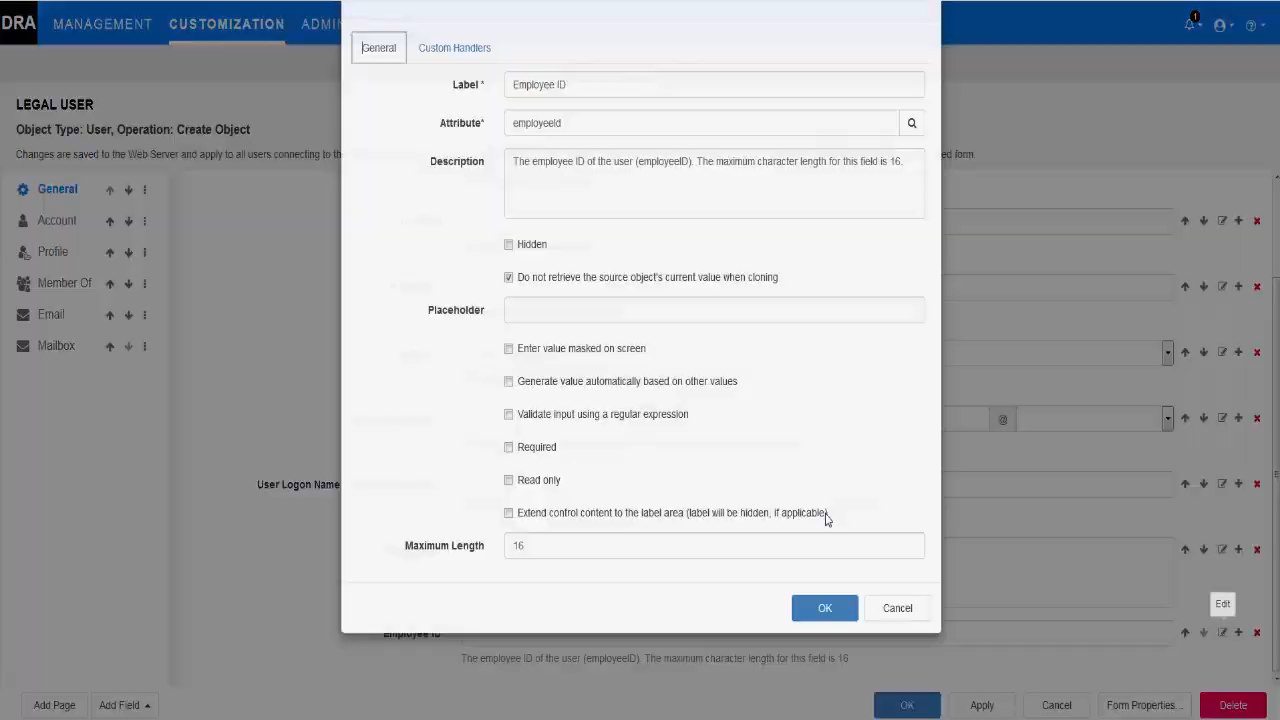 DRA MANAGEMENT CUSTOMIZATION ADMIN
1
General Custom Handlers
Label * Employee ID
Attribute* employeeId
Description The employee ID of the user (employeeID). The maximum character length for this field is 16.
Hidden
Do not retrieve the source object's current value when cloning
Placeholder
Enter value masked on screen
Generate value automatically based on other values
Validate input using a regular expression
Required
Read only
Extend control content to the label area (label will be hidden, if applicable)
Maximum Length 16
OK Cancel
LEGAL USER
Object Type: User, Operation: Create Object
Changes are saved to the Web Server and apply to all users connecting to the
ed form
General
Account
Profile
Member Of
Email
Mailbox
@
User Logon Name
Edit
Employee ID
The employee ID of the user (employeeID). The maximum character length for this field is 16
Add Page Add Field OK Apply Cancel Form Properties... Delete